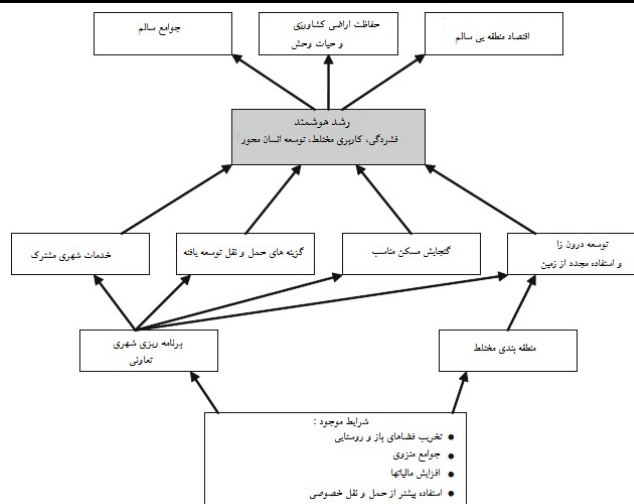 جوامع سالم
حفاظت اراضی کشاورزی
و حیات وحش
اقتصاد منطقه یی سالم
رشد هوشمند
فشردگی، کاربری مختلط، توسعه انسان محور
خدمات شهری مشترک
گزینه های حمل و نقل توسعه یافته
گنجایش مسکن مناسب
توسعه درون زا
و استفاده مجدد از زمین
برنامه ریزی شهری
تعاونی
منطقه بندی مختلط
شرایط موجود :
● تخریب فضاهای باز و روستایی
● جوامع منزوی
● افزایش مالیاتها
● استفاده بیشتر از حمل و نقل خصوصی